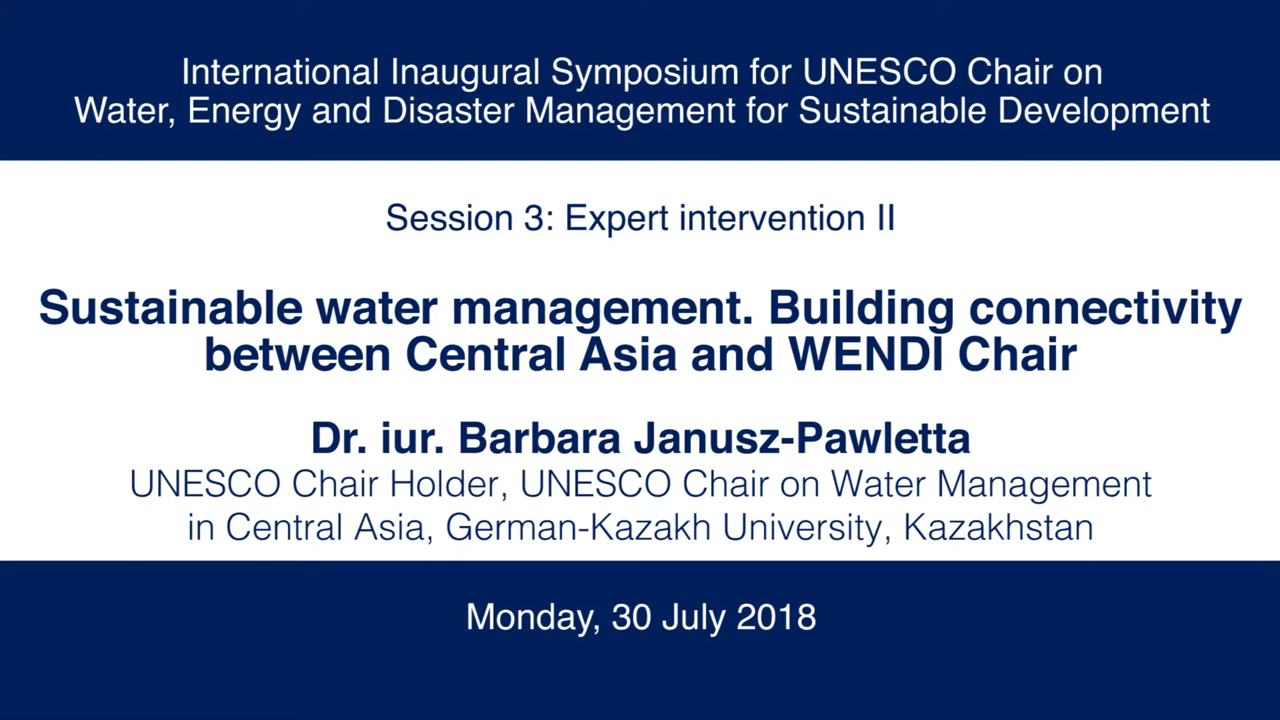 International Inaugural Symposium for UNESCO Chair on
Water, Energy and Disaster Management for Sustainable Development
Session 3: Expert intervention II
Sustainable water management. Building connectivity
between Central Asia and WENDI Chair
Dr. iur. Barbara Janusz-Pawletta
UNESCO Chair Holder, UNESCO Chair on Water Management
in Central Asia, German-Kazakh University, Kazakhstan
Monday, 30 July 2018